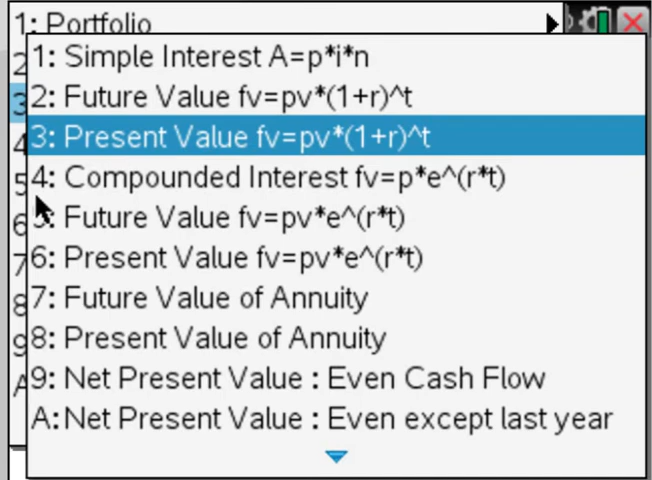 1: Portfolio
1: Simple Interest A=p*i*n
2: Future Value fv=pv*(1+r)^t
3: Present Value fv=pv*(1+r)^t
4: Compounded Interest fv=p*e^(r*t)
5: Future Value fv=pv*e^(r*t)
6: Present Value fv=pv*e^(r*t)
7: Future Value of Annuity
8: Present Value of Annuity
9: Net Present Value : Even Cash Flow
A: Net Present Value : Even except last year